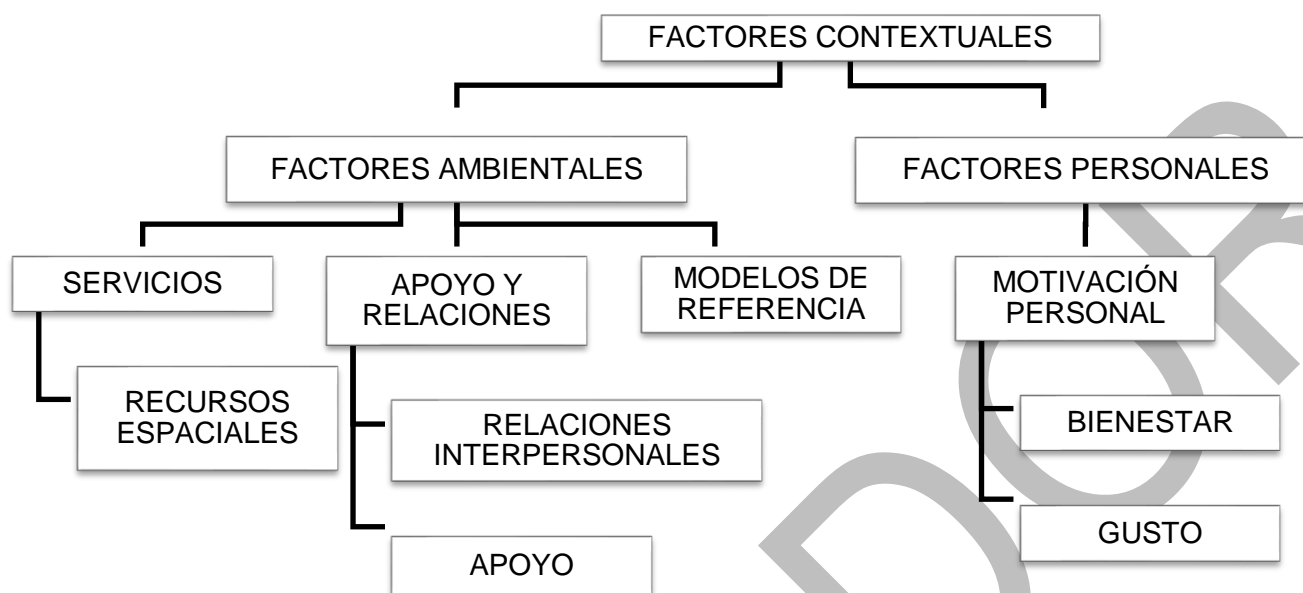 FACTORES CONTEXTUALES
FACTORES AMBIENTALES
FACTORES PERSONALES
SERVICIOS
APOYO Y
RELACIONES
MODELOS DE
REFERENCIA
MOTIVACIÓN
PERSONAL
RECURSOS
ESPACIALES
RELACIONES
INTERPERSONALES
BIENESTAR
APOYO
GUSTO